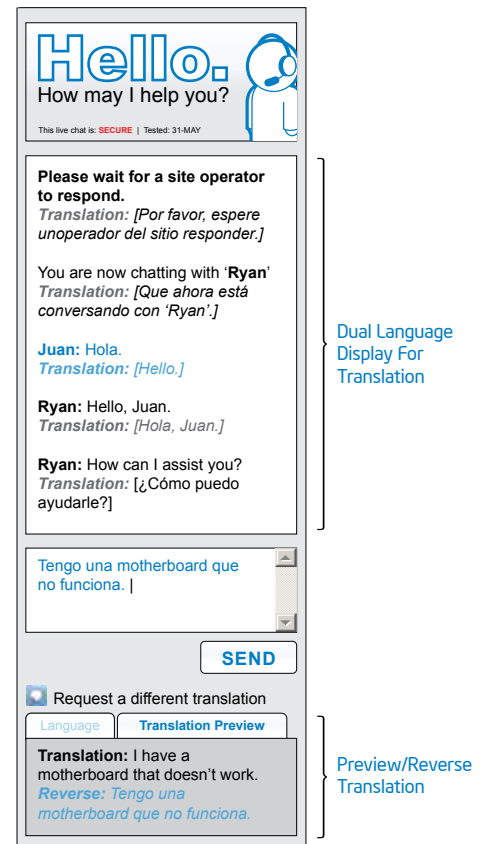 Hello.
How may I help you?
This live chat is: SECURE | Tested: 31-MAY
Please wait for a site operator
to respond.
Translation: [Por favor, espere
unoperador del sitio responder.]
You are now chatting with ‘Ryan’
Translation: [Que ahora está
conversando con ‘Ryan’.]
Juan: Hola.
Translation: [Hello.]
Ryan: Hello, Juan.
Translation: [Hola, Juan.]
Ryan: How can I assist you?
Translation: [¿Cómo puedo
ayudarle?]
Dual Language
Display For
Translation
Tengo una motherboard que
no funciona. |
SEND
Request a different translation
Language
Translation Preview
Translation: I have a
motherboard that doesn’t work.
Reverse: Tengo una
motherboard que no funciona.
Preview/Reverse
Translation